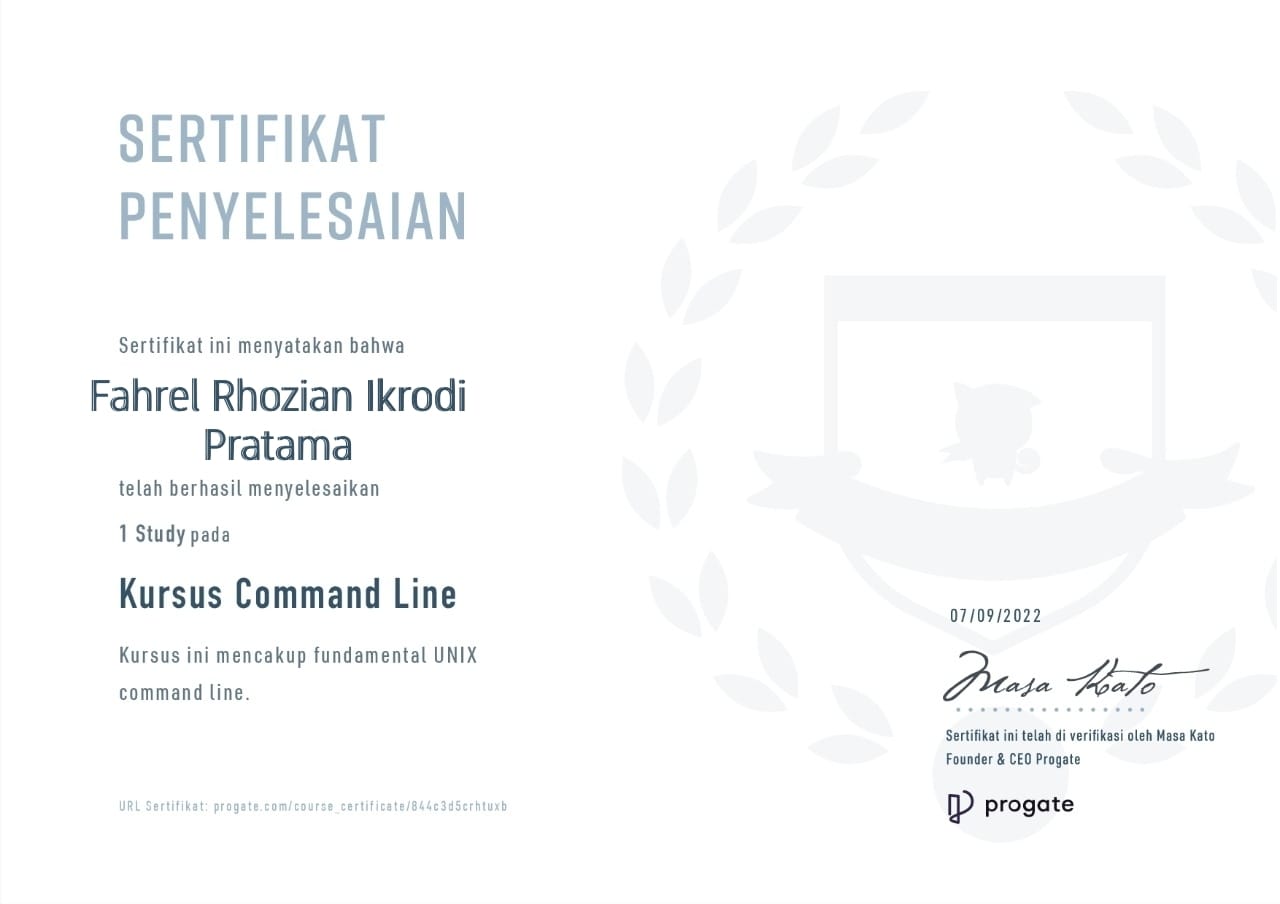 SERTIFIKAT
PENYELESAIAN
Sertifikat ini menyatakan bahwa
Fahrel Rhozian Ikrodi
Pratama
telah berhasil menyelesaikan
1 Study pada
Kursus Command Line
Kursus ini mencakup fundamental UNIX
command line.
URL Sertifikat: progate.com/course_certificate/844c3d5crhtuxb
07/09/2022
Masa Kato
Sertifikat ini telah di verifikasi oleh Masa Kato
Founder & CEO Progate
progate